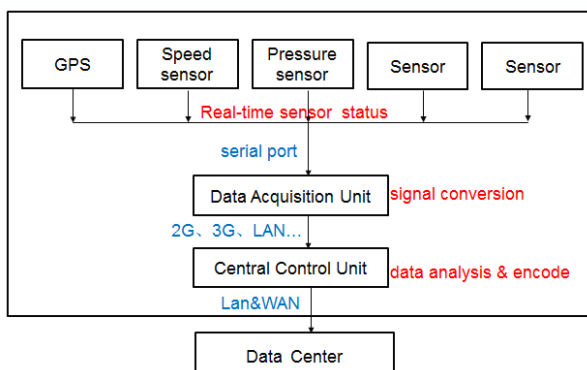 GPS
Speed
sensor
Pressure
sensor
Sensor
Sensor
Real-time sensor status
serial port
Data Acquisition Unit
signal conversion
2G、3G、LAN...
Central Control Unit
data analysis & encode
Lan&WAN
Data Center